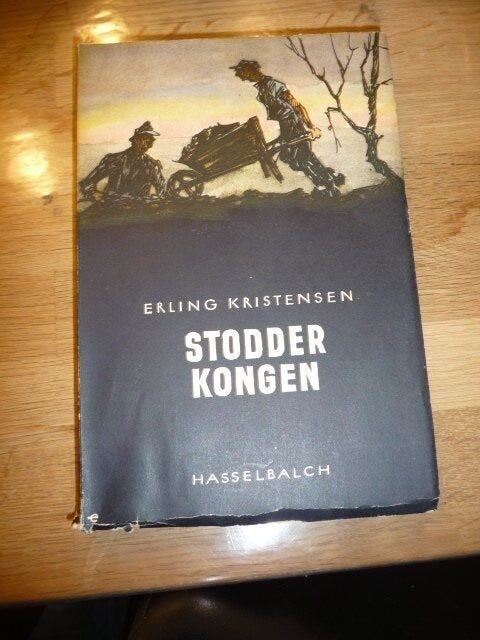 ERLING KRISTENSEN
STODDER
KONGEN
HASSELBALCH